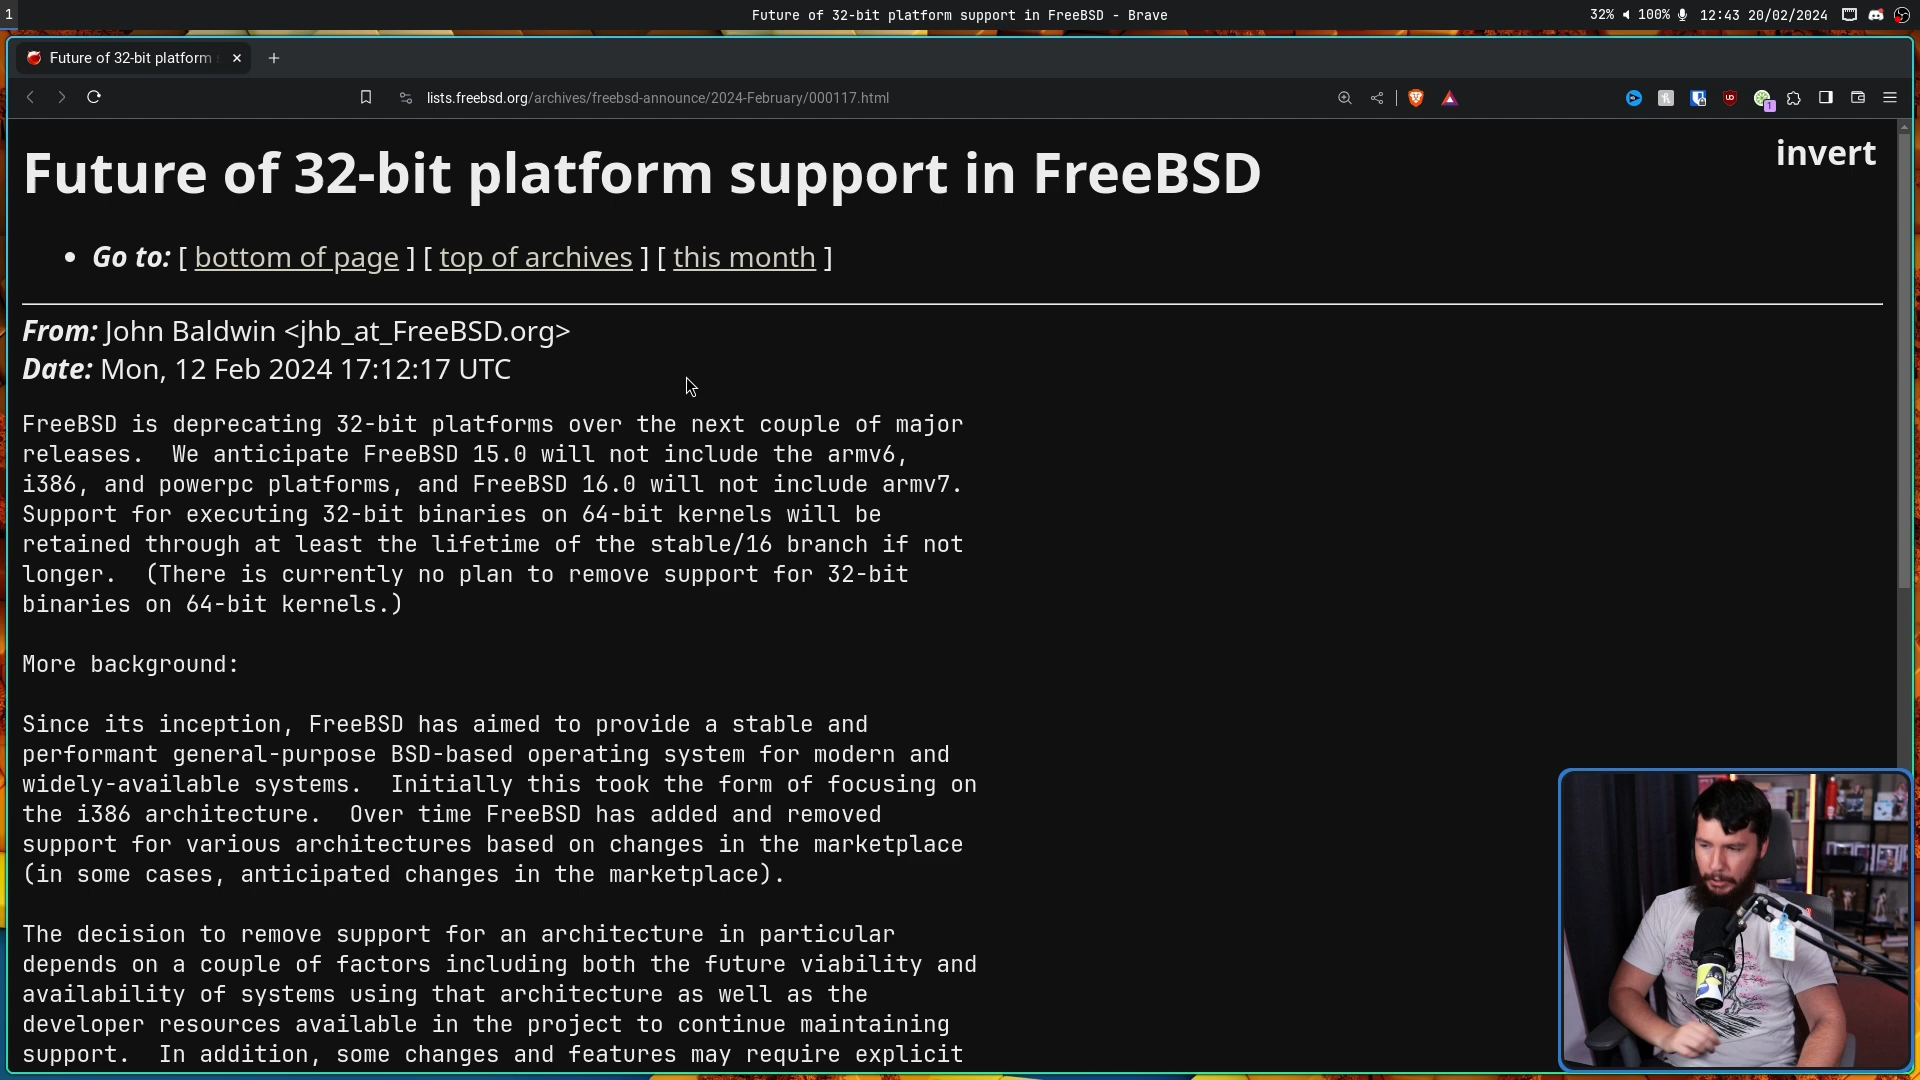 1
Future of 32-bit platform support in FreeBSD - Brave
32% 100% 12:43 20/02/2024
Future of 32-bit platform
lists.freebsd.org/archives/freebsd-announce/2024-February/000117.html
UD
1
invert
Future of 32-bit platform support in FreeBSD
• Go to: [ bottom of page ] [ top of archives ] [ this month ]
From: John Baldwin <jhb_at_FreeBSD.org>
Date: Mon, 12 Feb 2024 17:12:17 UTC
FreeBSD is deprecating 32-bit platforms over the next couple of major
releases.  We anticipate FreeBSD 15.0 will not include the armv6,
i386, and powerpc platforms, and FreeBSD 16.0 will not include armv7.
Support for executing 32-bit binaries on 64-bit kernels will be
retained through at least the lifetime of the stable/16 branch if not
longer.  (There is currently no plan to remove support for 32-bit
binaries on 64-bit kernels.)
More background:
Since its inception, FreeBSD has aimed to provide a stable and
performant general-purpose BSD-based operating system for modern and
widely-available systems.  Initially this took the form of focusing on
the i386 architecture.  Over time FreeBSD has added and removed
support for various architectures based on changes in the marketplace
(in some cases, anticipated changes in the marketplace).
The decision to remove support for an architecture in particular
depends on a couple of factors including both the future viability and
availability of systems using that architecture as well as the
developer resources available in the project to continue maintaining
support.  In addition, some changes and features may require explicit